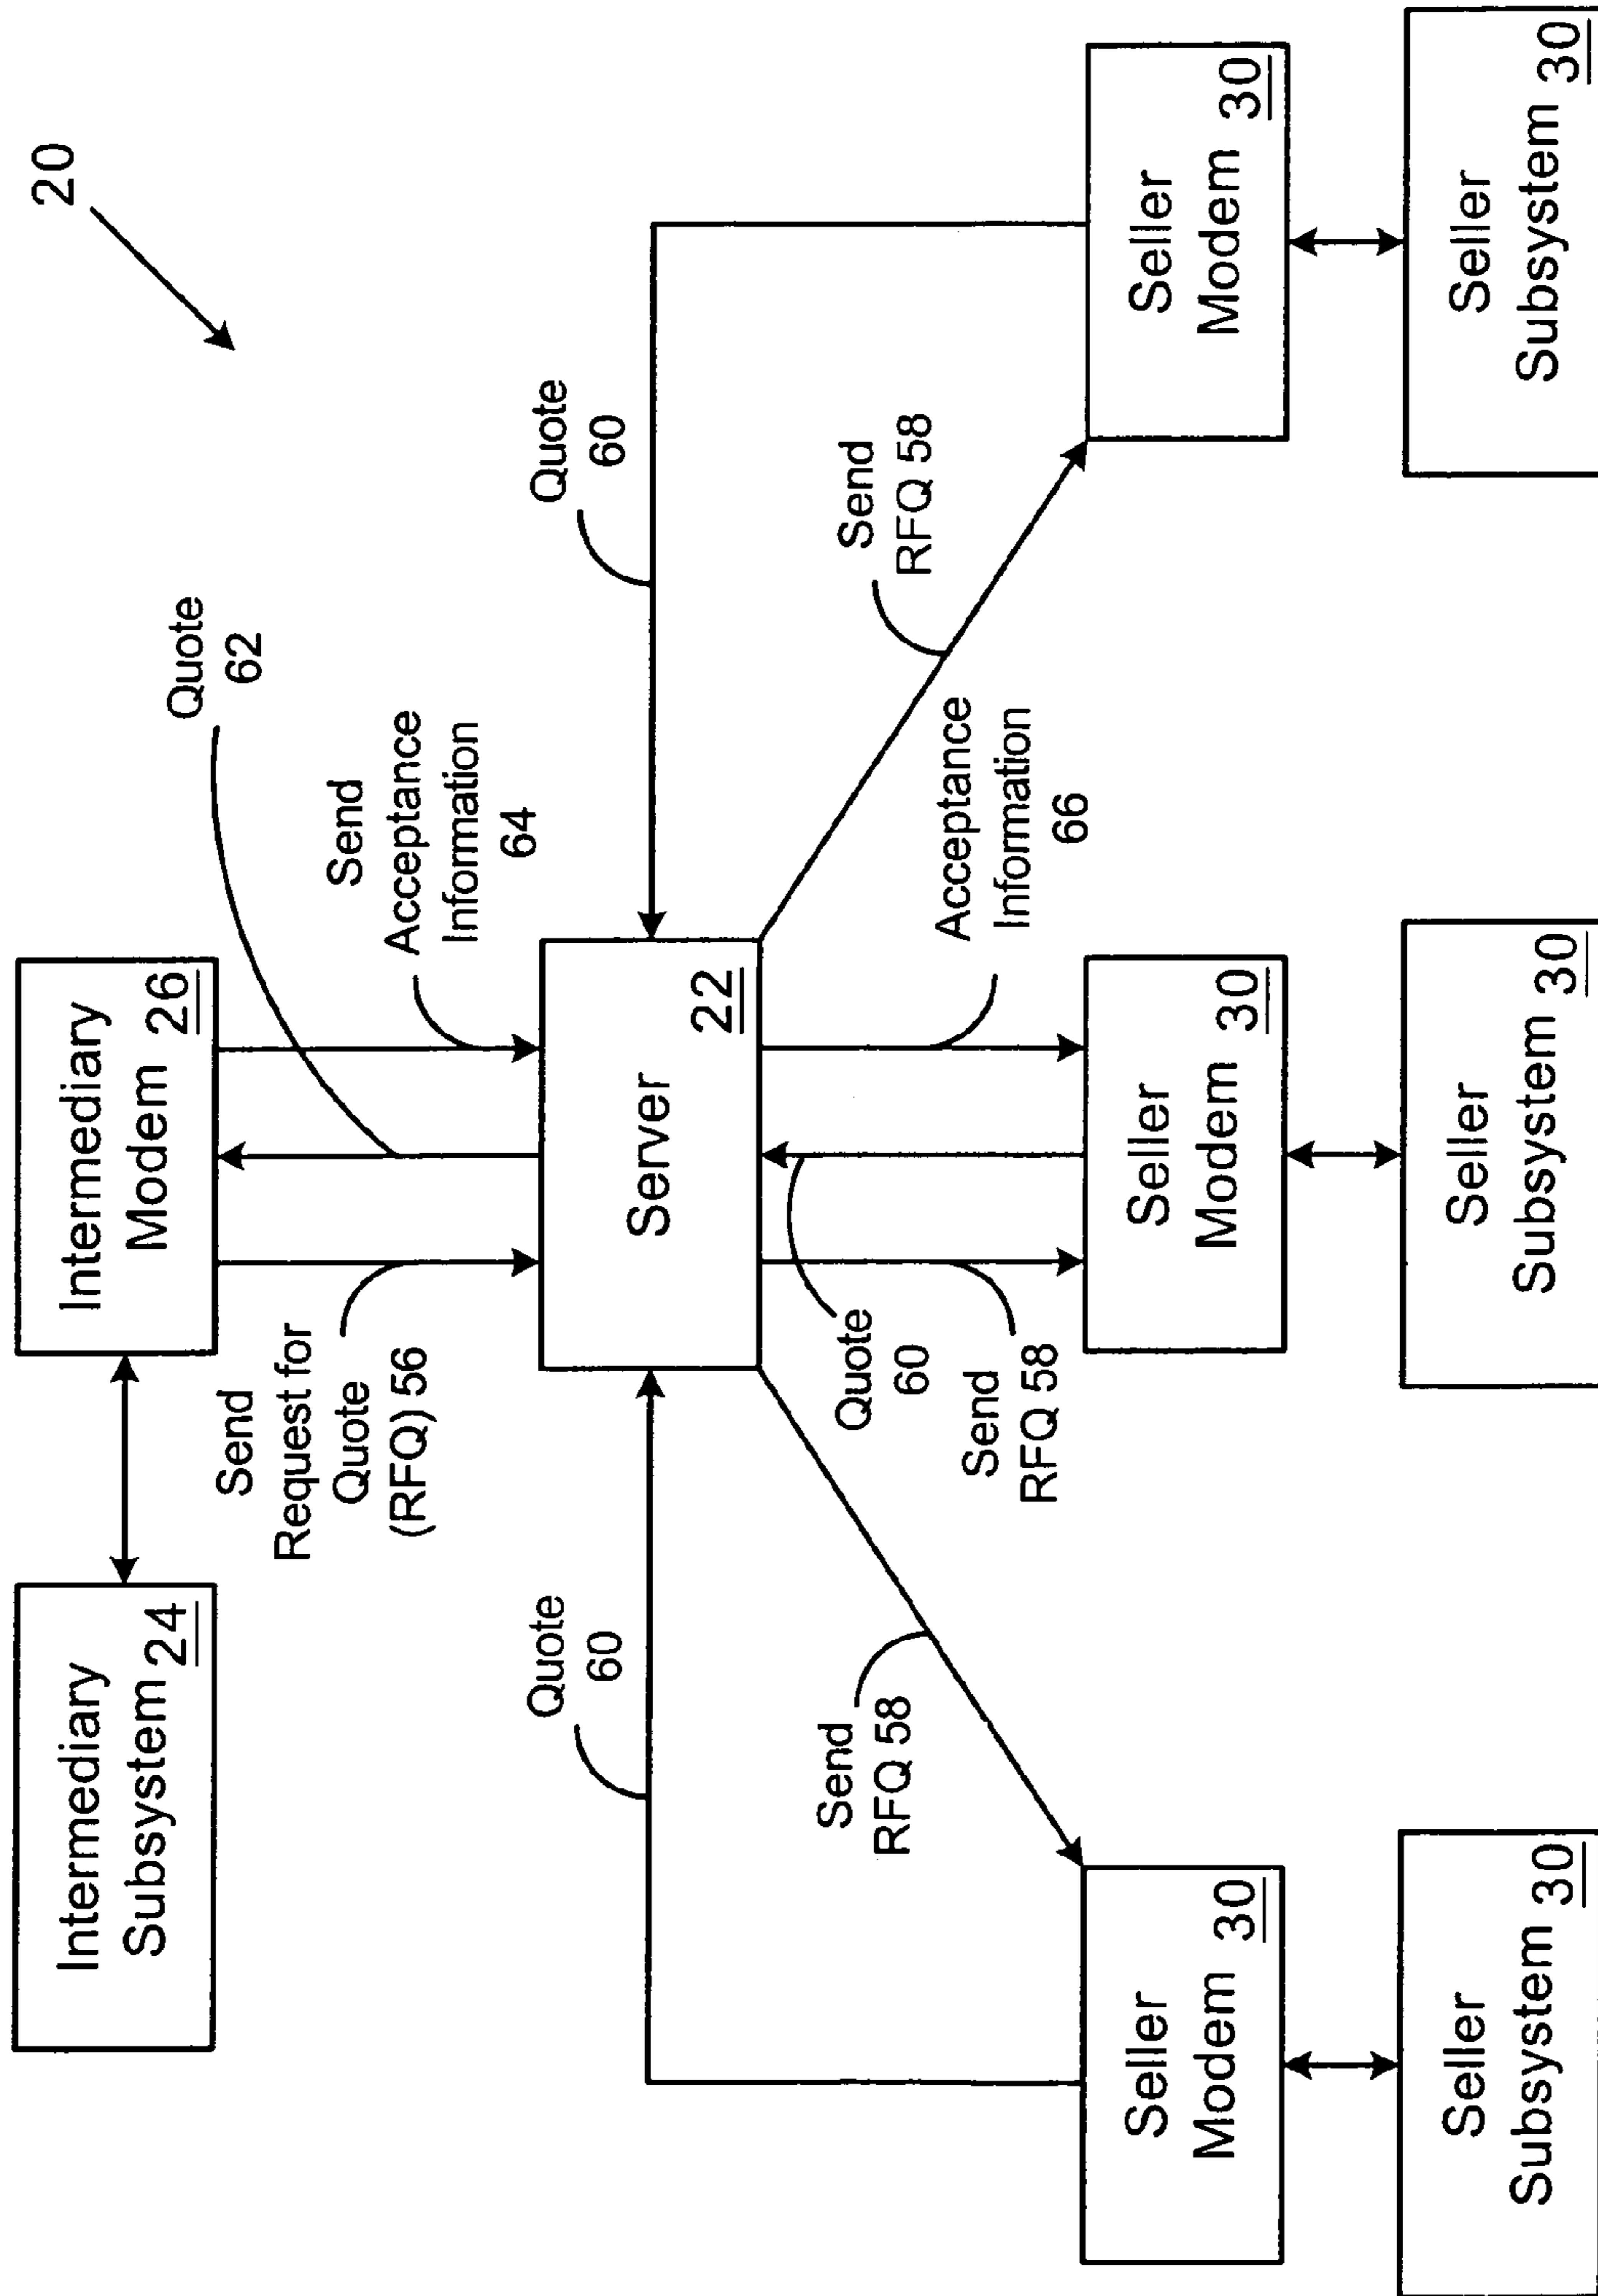 20
Intermediary
Subsystem 24
Intermediary
Modem 26
Quote
62
Send
Request for
Quote
(RFQ) 56
Send
Acceptance
Information
64
Quote
60
Server
22
Quote
60
Send
RFQ 58
Quote
60
Send
RFQ 58
Acceptance
Information
66
Send
RFQ 58
Seller
Modem 30
Seller
Modem 30
Seller
Modem 30
Seller
Subsystem 30
Seller
Subsystem 30
Seller
Subsystem 30